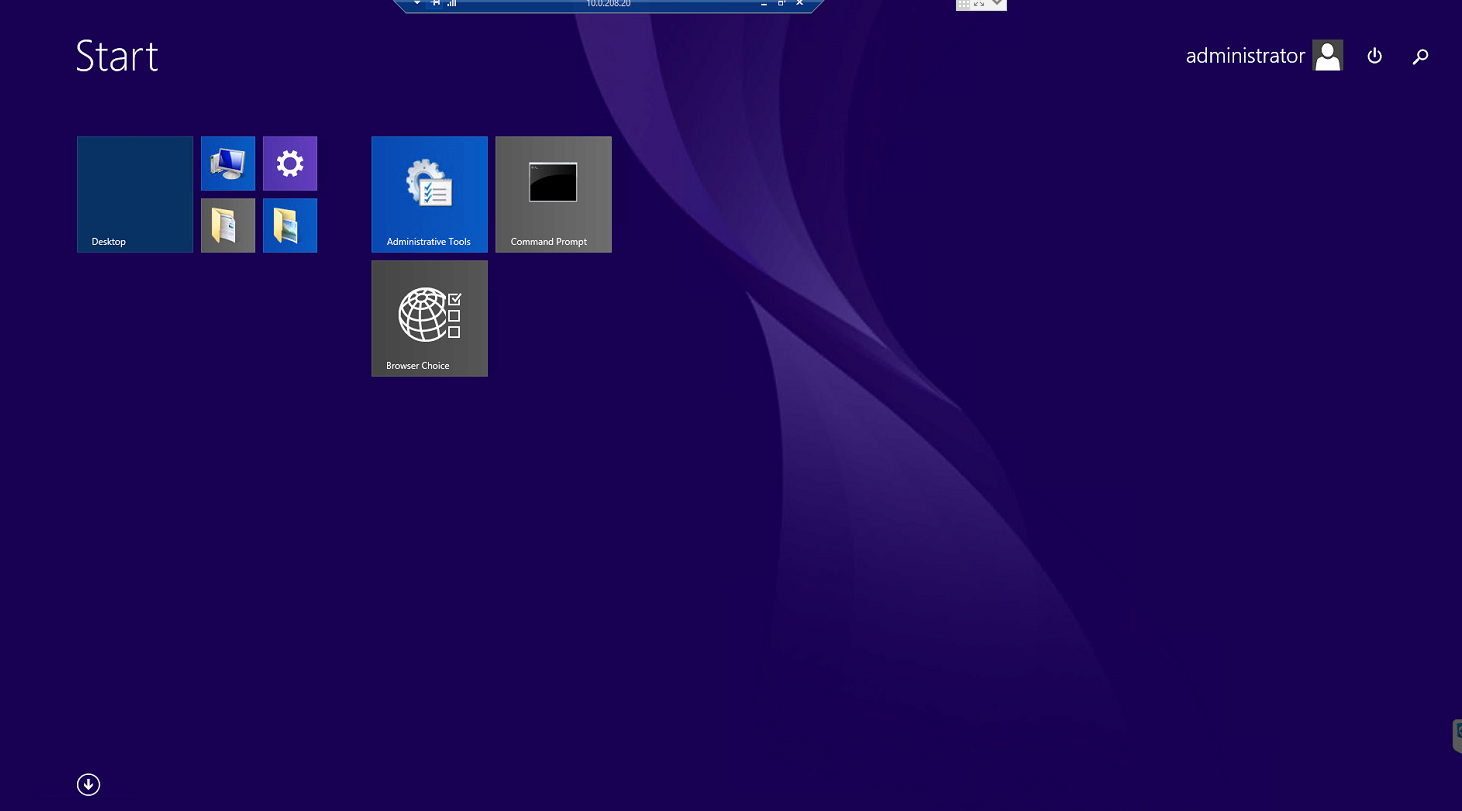 10.0.208.20
Start
administrator
Desktop
Administrative Tools
Command Prompt
Browser Choice